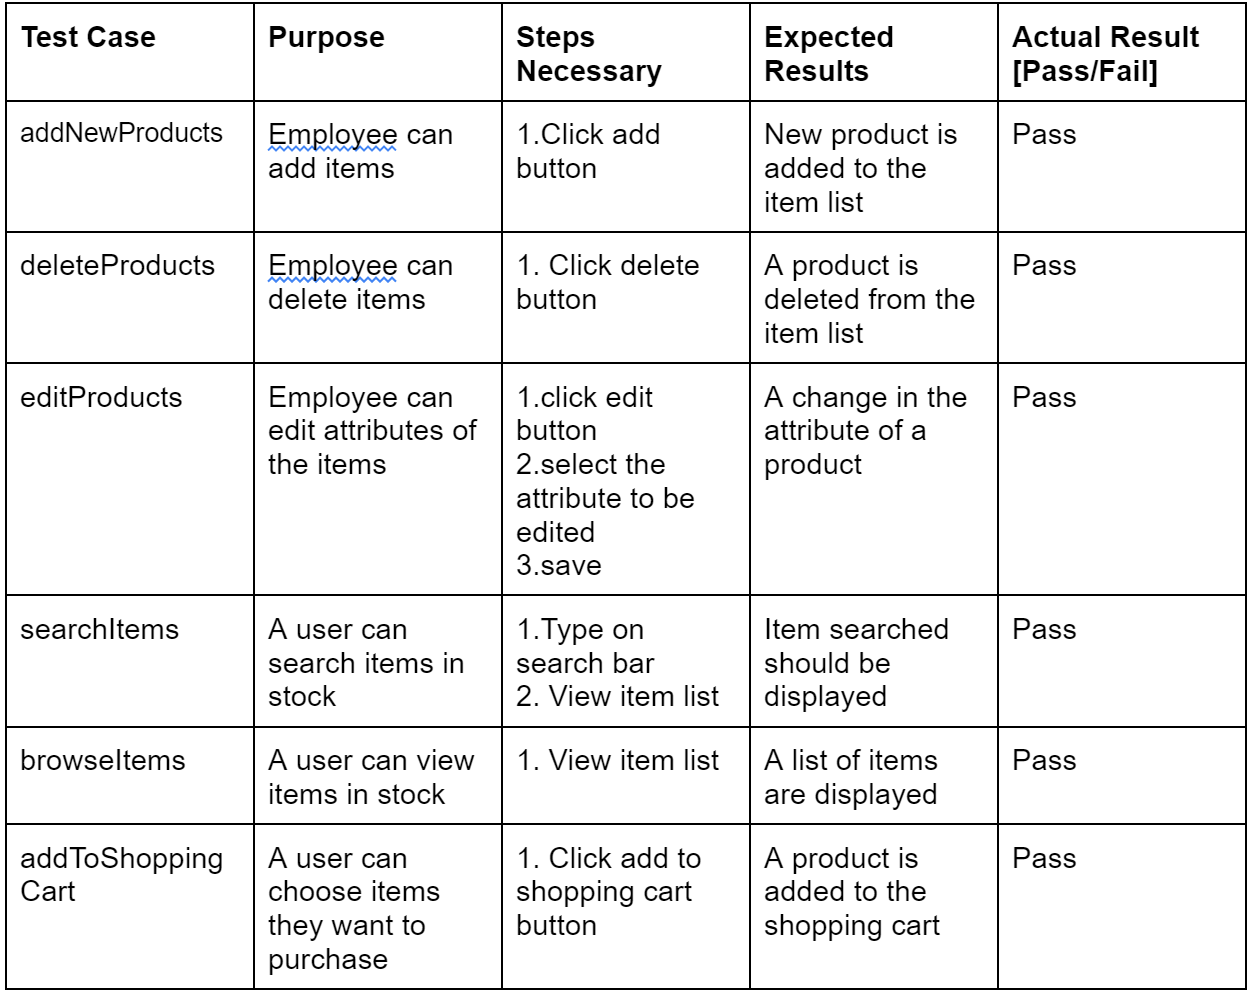 Test Case
Purpose
Steps
Necessary
Expected
Results
Actual Result
[Pass/Fail]
addNewProducts
Employee can
add items
1.Click add
button
New product is
added to the
item list
Pass
deleteProducts
Employee can
delete items
1. Click delete
button
A product is
deleted from the
item list
Pass
editProducts
Employee can
edit attributes of
the items
1.click edit
button
2.select the
attribute to be
edited
3.save
A change in the
attribute of a
product
Pass
searchItems
A user can
search items in
stock
1.Type on
search bar
2. View item list
Item searched
should be
displayed
Pass
browseItems
A user can view
items in stock
1. View item list
A list of items
are displayed
Pass
addToShopping
Cart
A user can
choose items
they want to
purchase
1. Click add to
shopping cart
button
A product is
added to the
shopping cart
Pass